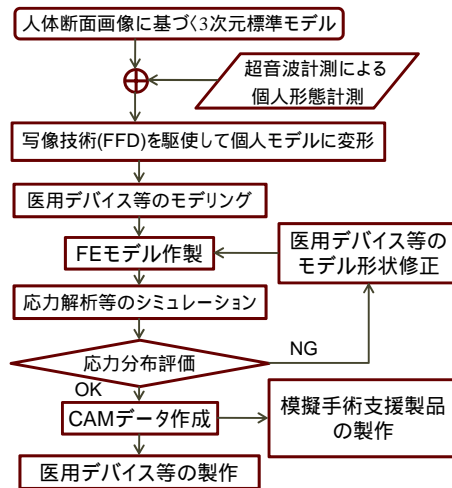 人体断面画像に基づく3次元標準モデル
超音波計測による
個人形態計測
写像技術(FFD)を駆使して個人モデルに変形
医用デバイス等のモデリング
FEモデル作製
医用デバイス等の
モデル形状修正
応力解析等のシミュレーション
応力分布評価
NG
OK
CAMデータ作成
模擬手術支援製品
の製作
医用デバイス等の製作